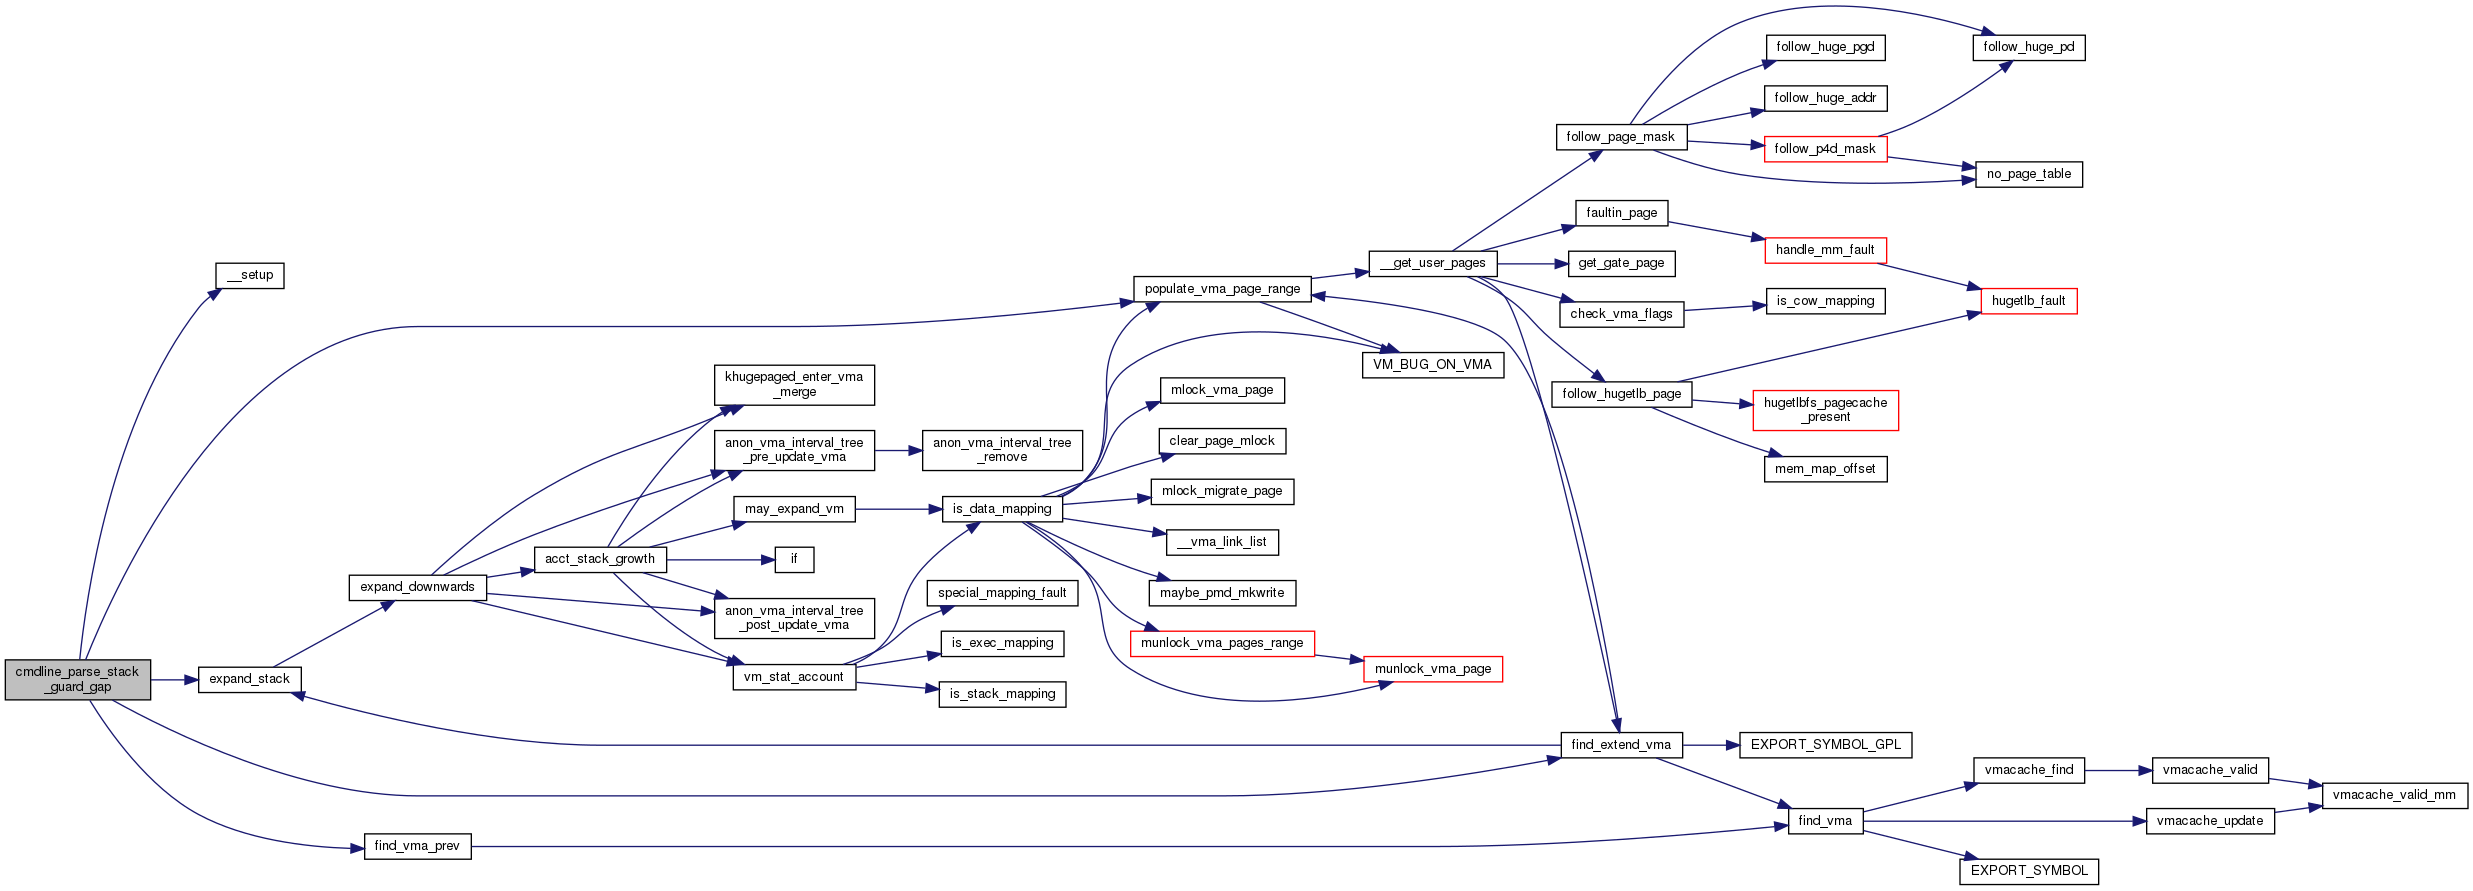 cmdline_parse_stack
_guard_gap
__setup
expand_stack
find_vma_prev
expand_downwards
acct_stack_growth
khugepaged_enter_vma
_merge
anon_vma_interval_tree
_pre_update_vma
may_expand_vm
if
anon_vma_interval_tree
_post_update_vma
vm_stat_account
anon_vma_interval_tree
_remove
is_data_mapping
special_mapping_fault
is_exec_mapping
is_stack_mapping
populate_vma_page_range
mlock_vma_page
clear_page_mlock
mlock_migrate_page
__vma_link_list
maybe_pmd_mkwrite
munlock_vma_pages_range
__get_user_pages
VM_BUG_ON_VMA
munlock_vma_page
follow_page_mask
faultin_page
get_gate_page
check_vma_flags
follow_hugetlb_page
find_extend_vma
follow_huge_pgd
follow_huge_addr
follow_p4d_mask
handle_mm_fault
is_cow_mapping
hugetlbfs_pagecache
_present
mem_map_offset
EXPORT_SYMBOL_GPL
find_vma
follow_huge_pd
no_page_table
hugetlb_fault
vmacache_find
vmacache_update
EXPORT_SYMBOL
vmacache_valid
vmacache_valid_mm